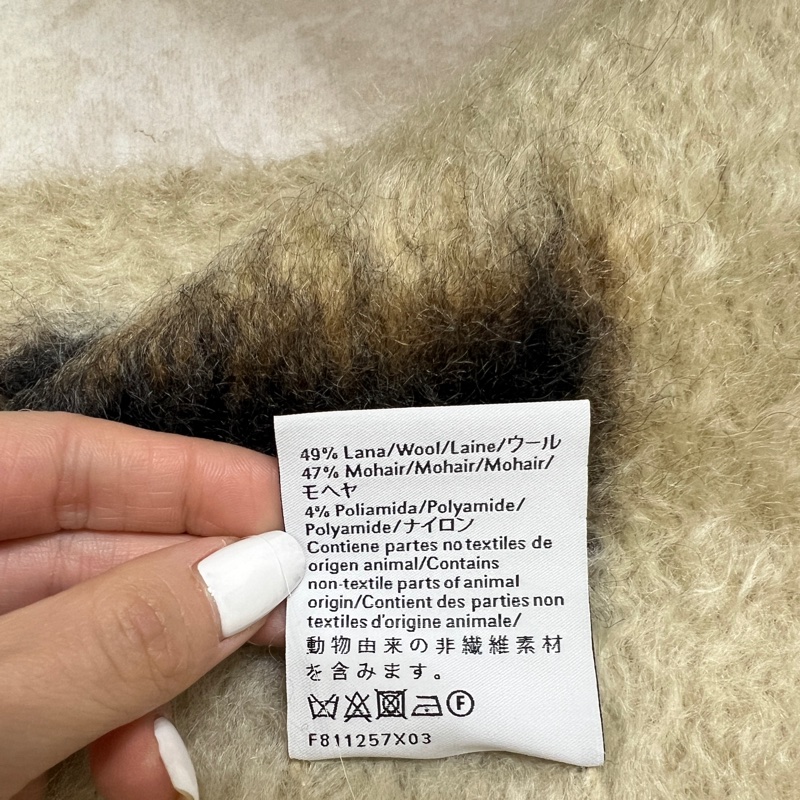 49% Lana/Wool/Laine/ウール
47% Mohair/Mohair/Mohair/
モヘヤ
4% Poliamida/Polyamide/
Polyamide/ナイロン
Contiene partes no textiles de
origen animal/Contains
non-textile parts of animal
origin/Contient des parties non
textiles d'origine animale/
動物由来の非繊維素材
を含みます。
F
F811257X03